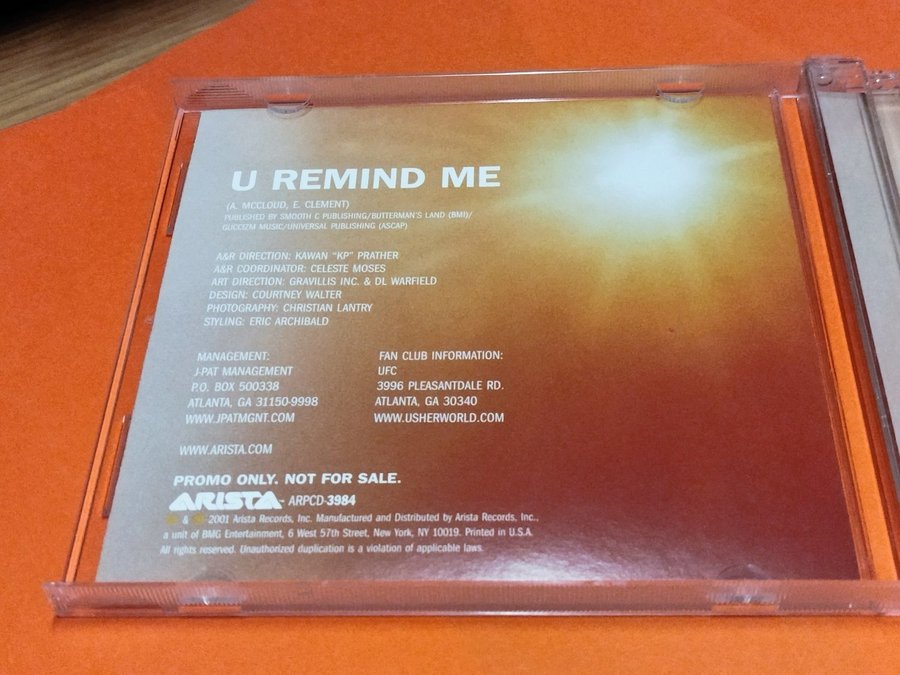 U REMIND ME
(A. MCCLOUD, E. CLEMENT)
PUBLISHED BY SMOOTH C PUBLISHING/BUTTERMAN'S LAND (BMI)/
GUCCIZM MUSIC/UNIVERSAL PUBLISHING (ASCAP)
A&R DIRECTION: KAWAN "KP" PRATHER
A&R COORDINATOR: CELESTE MOSES
ART DIRECTION: GRAVILLIS INC. & DL WARFIELD
DESIGN: COURTNEY WALTER
PHOTOGRAPHY: CHRISTIAN LANTRY
STYLING: ERIC ARCHIBALD
MANAGEMENT:
J-PAT MANAGEMENT
P.O. BOX 500338
ATLANTA, GA 31150-9998
WWW.JPATMGNT.COM
FAN CLUB INFORMATION:
UFC
3996 PLEASANTDALE RD.
ATLANTA, GA 30340
WWW.USHERWORLD.COM
WWW.ARISTA.COM
PROMO ONLY. NOT FOR SALE.
ARISTA™ ARPCD-3984
℗ & © 2001 Arista Records, Inc. Manufactured and Distributed by Arista Records, Inc.,
a unit of BMG Entertainment, 6 West 57th Street, New York, NY 10019. Printed in U.S.A.
All rights reserved. Unauthorized duplication is a violation of applicable laws.